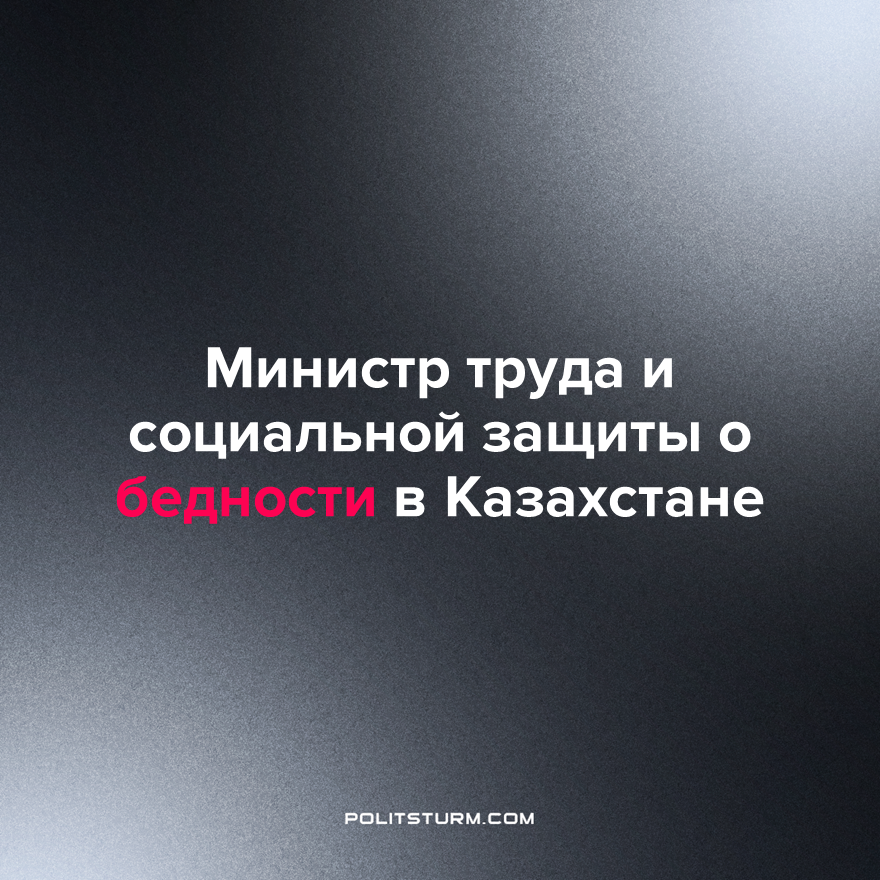 Министр труда и
социальной защиты о
бедности в Казахстане
POLITSTURM.COM